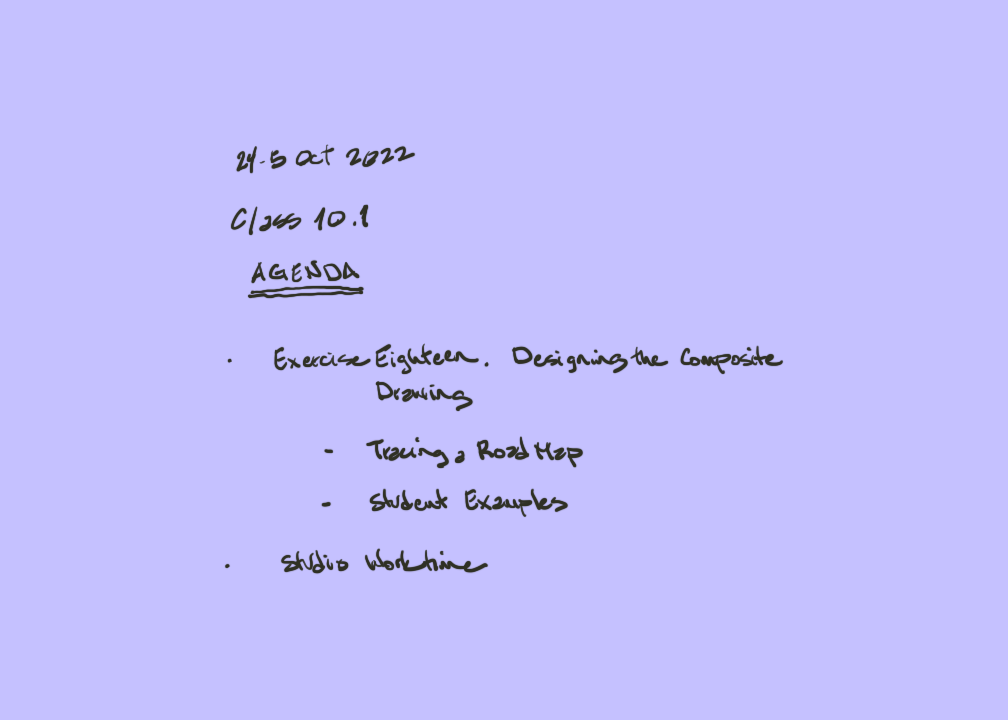 24-5 Oct 2022
Class 10.1
AGENDA
· Exercise Eighteen. Designing the Composite
Drawing
- Tracing a Road Map
- Student Examples
· Studio Worktime